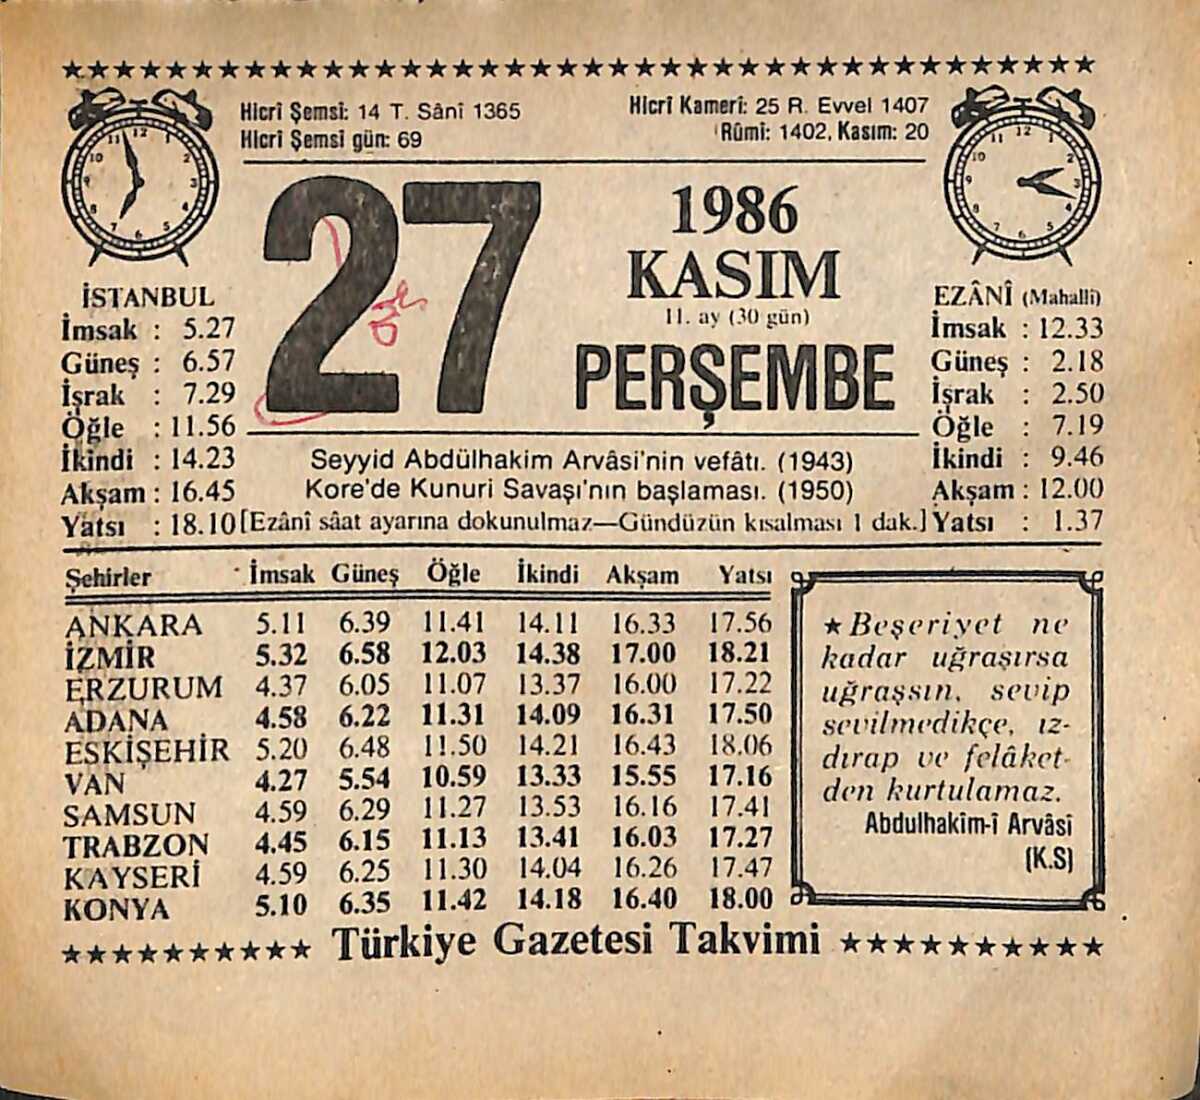 Hicrî Şemsî: 14 T. Sânî 1365
Hicrî Şemsî gün: 69
Hicrî Kamerî: 25 R. Evvel 1407
Rûmi: 1402, Kasım: 20
27
1986
KASIM
11. ay (30 gün)
PERŞEMBE
İSTANBUL
İmsak : 5.27
Güneş : 6.57
İşrak : 7.29
Öğle : 11.56
İkindi : 14.23
Akşam : 16.45
Yatsı : 18.10
EZÂNÎ (Mahallî)
İmsak : 12.33
Güneş : 2.18
İşrak : 2.50
Öğle : 7.19
İkindi : 9.46
Akşam : 12.00
Yatsı : 1.37
Seyyid Abdülhakim Arvâsi'nin vefâtı. (1943)
Kore'de Kunuri Savaşı'nın başlaması. (1950)
[Ezânî sâat ayarına dokunulmaz—Gündüzün kısalması 1 dak.]
Şehirler İmsak Güneş Öğle İkindi Akşam Yatsı
ANKARA 5.11 6.39 11.41 14.11 16.33 17.56
İZMİR 5.32 6.58 12.03 14.38 17.00 18.21
ERZURUM 4.37 6.05 11.07 13.37 16.00 17.22
ADANA 4.58 6.22 11.31 14.09 16.31 17.50
ESKİŞEHİR 5.20 6.48 11.50 14.21 16.43 18.06
VAN 4.27 5.54 10.59 13.33 15.55 17.16
SAMSUN 4.59 6.29 11.27 13.53 16.16 17.41
TRABZON 4.45 6.15 11.13 13.41 16.03 17.27
KAYSERİ 4.59 6.25 11.30 14.04 16.26 17.47
KONYA 5.10 6.35 11.42 14.18 16.40 18.00
★ Beşeriyet ne
kadar uğraşırsa
uğraşsın, sevip
sevilmedikçe, ız-
dırap ve felâket-
den kurtulamaz.
Abdulhakîm-î Arvâsî
(K.S)
Türkiye Gazetesi Takvimi